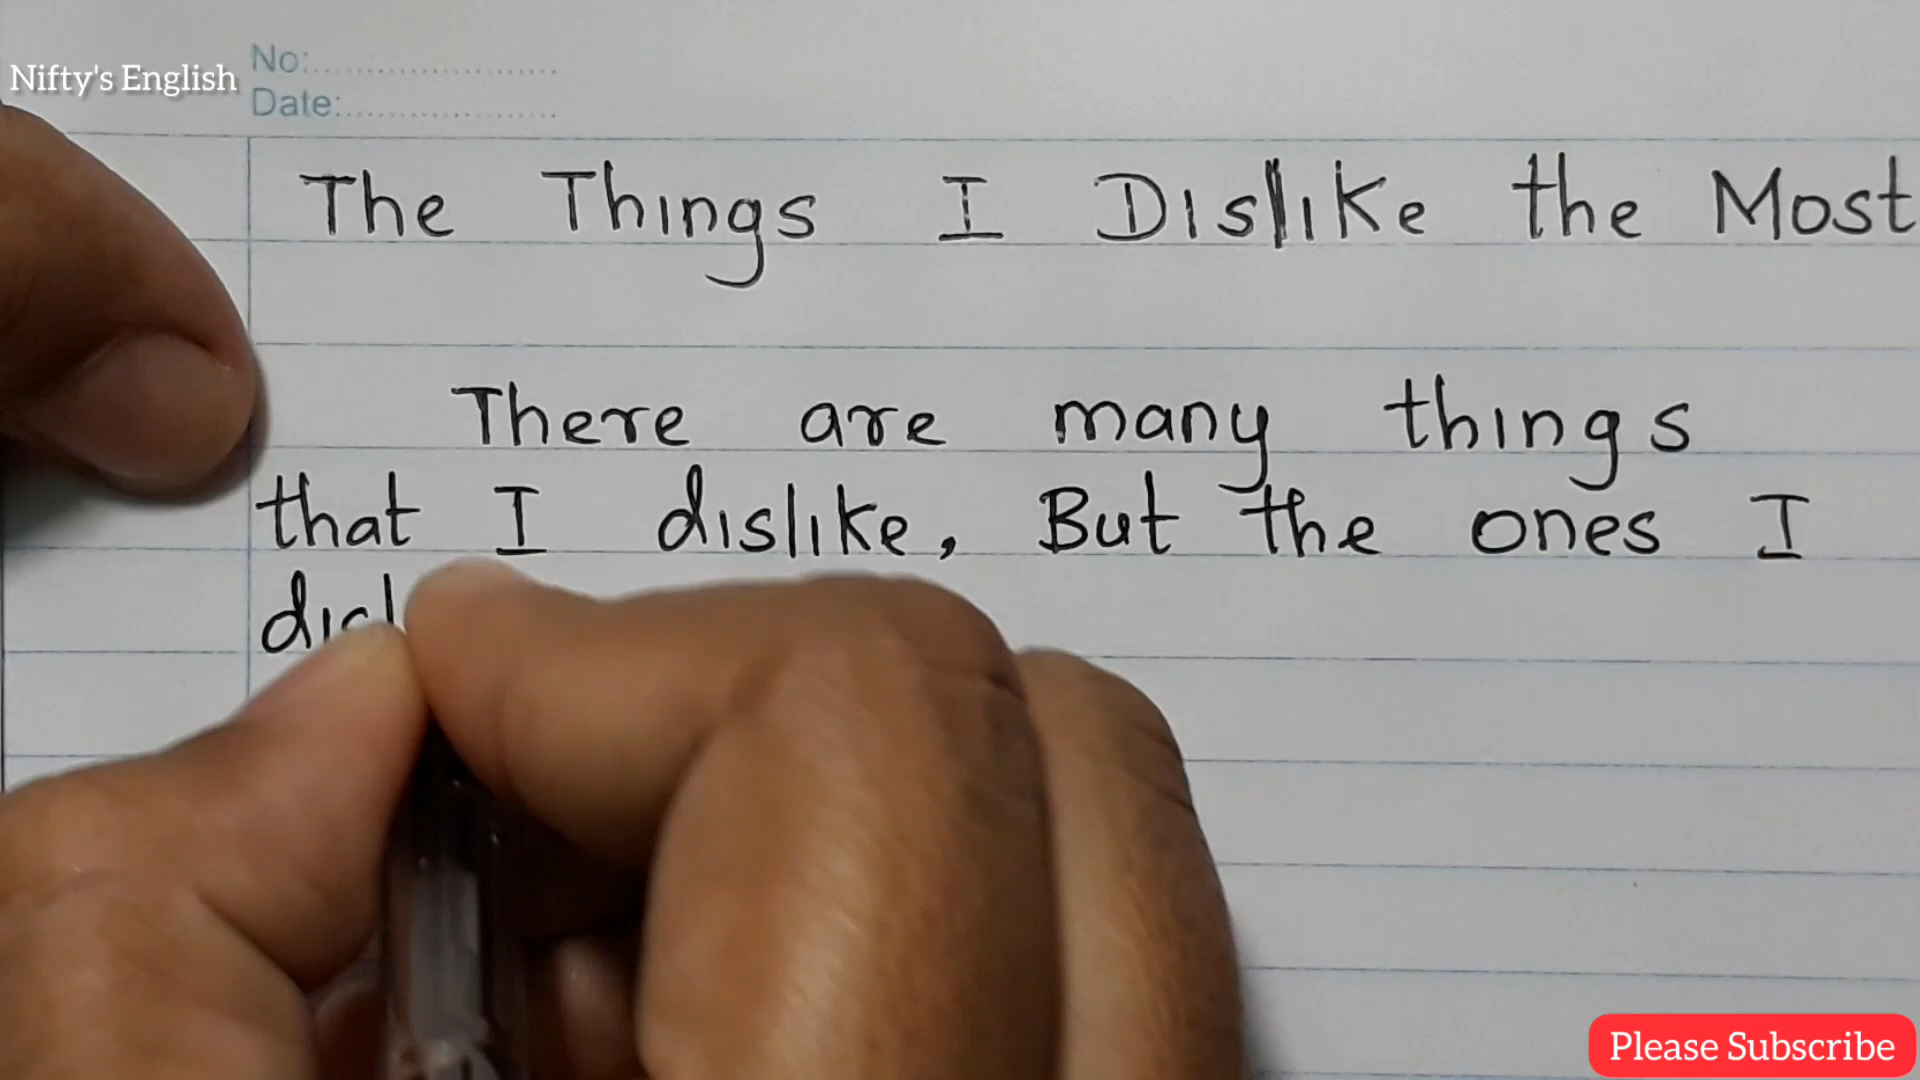 No:
Nifty's English
Date:
The Things I Dislike the Most
There are many things
that I dislike, But the ones I
Please Subscribe